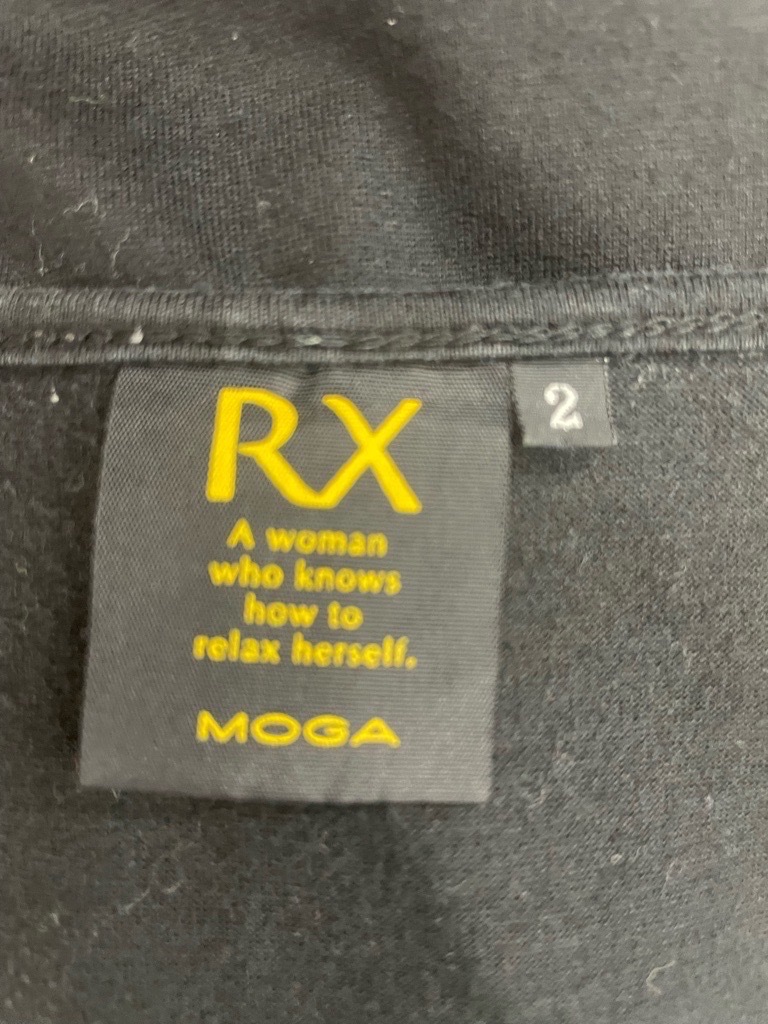 RX
2
A woman
who knows
how to
relax herself.
MOGA